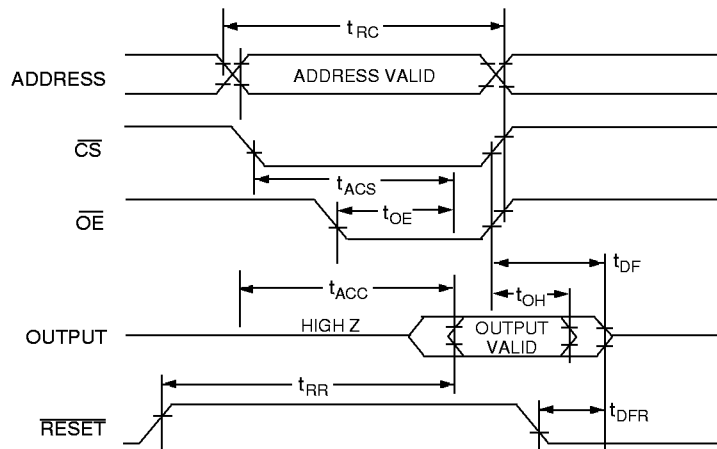 tRC
ADDRESS
ADDRESS VALID
CS
tACS
OE
tOE
tDF
tACC
tOH
OUTPUT
HIGH Z
OUTPUT
VALID
tRR
RESET
tDFR